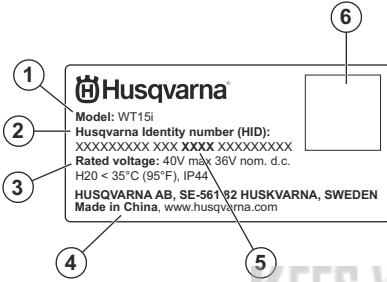 6
1
Husqvarna
Model: WT15i
2
Husqvarna Identity number (HID):
XXXXXXXXX XXX XXXX XXXXXXXXX
Rated voltage: 40V max 36V nom. d.c.
3
H20 < 35°C (95°F), IP44
HUSQVARNA AB, SE-561 82 HUSKVARNA, SWEDEN
Made in China, www.husqvarna.com
4
5